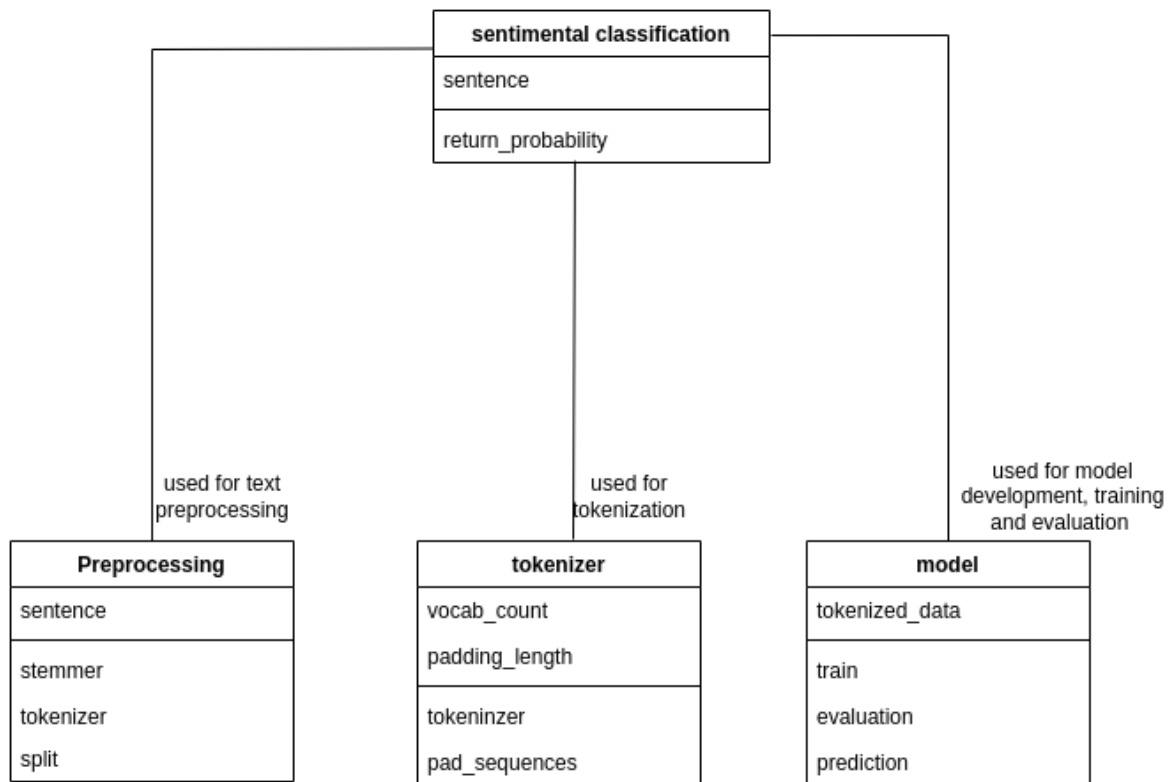 sentimental classification
sentence
return_probability
used for text
preprocessing
used for
tokenization
used for model
development, training
and evaluation
Preprocessing
sentence
stemmer
tokenizer
split
tokenizer
vocab_count
padding_length
tokeninzer
pad_sequences
model
tokenized_data
train
evaluation
prediction